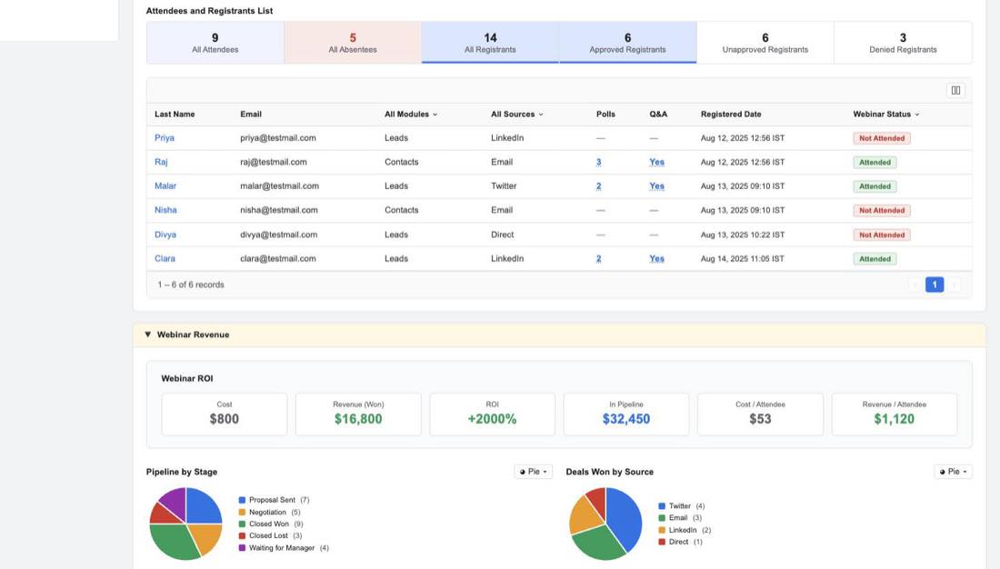 Attendees and Registrants List
9 5 14 6 6 3
All Attendees All Absentees All Registrants Approved Registrants Unapproved Registrants Denied Registrants
Last Name Email All Modules All Sources Polls Q&A Registered Date Webinar Status
Priya priya@testmail.com Leads LinkedIn — — Aug 12, 2025 12:56 IST Not Attended
Raj raj@testmail.com Contacts Email 3 Yes Aug 12, 2025 12:56 IST Attended
Malar malar@testmail.com Leads Twitter 2 Yes Aug 13, 2025 09:10 IST Attended
Nisha nisha@testmail.com Contacts Email — — Aug 13, 2025 09:10 IST Not Attended
Divya divya@testmail.com Leads Direct — — Aug 13, 2025 10:22 IST Not Attended
Clara clara@testmail.com Leads LinkedIn 2 Yes Aug 14, 2025 11:05 IST Attended
1 – 6 of 6 records ‹ 1 ›
▼ Webinar Revenue
Webinar ROI
Cost Revenue (Won) ROI In Pipeline Cost / Attendee Revenue / Attendee
$800 $16,800 +2000% $32,450 $53 $1,120
Pipeline by Stage Pie Deals Won by Source Pie
Proposal Sent (7)
Negotiation (5)
Closed Won (9)
Closed Lost (3)
Waiting for Manager (4)
Twitter (4)
Email (3)
LinkedIn (2)
Direct (1)